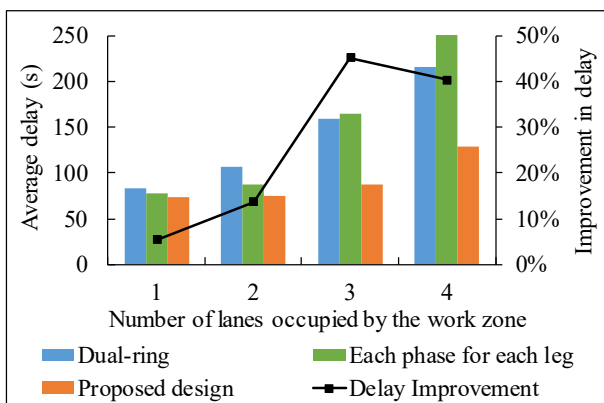 Average delay (s)
250
200
150
100
50
0
50%
40%
30%
20%
10%
0%
Improvement in delay
1 2 3 4
Number of lanes occupied by the work zone
Dual-ring Each phase for each leg
Proposed design Delay Improvement